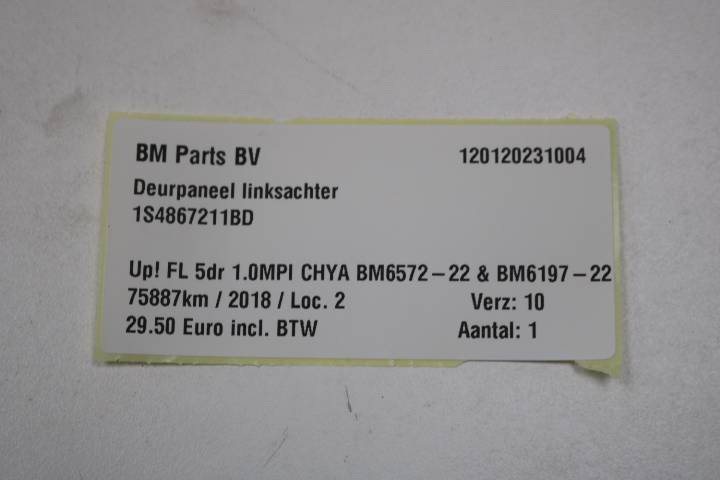 BM Parts BV 120120231004
Deurpaneel linksachter
1S4867211BD
Up! FL 5dr 1.0MPI CHYA BM6572-22 & BM6197-22
75887km / 2018 / Loc. 2 Verz: 10
29.50 Euro incl. BTW Aantal: 1